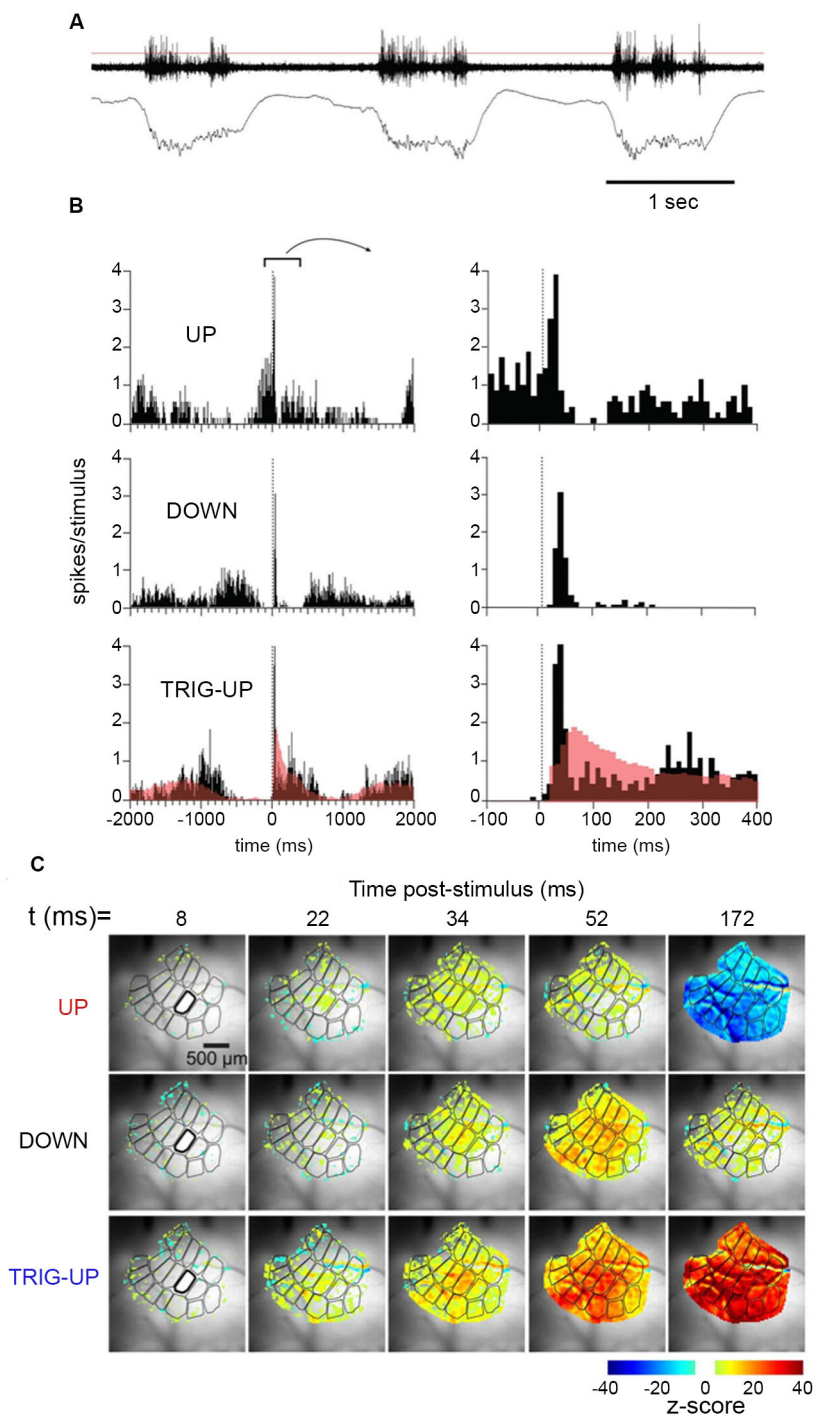 A
1 sec
B
4 4
3 3
UP
2 2
1 1
0 0
4 4
3 3
DOWN
2 2
1 1
0 0
spikes/stimulus
4 4
3 3
TRIG-UP
2 2
1 1
0 0
-2000 -1000 0 1000 2000 -100 0 100 200 300 400
time (ms) time (ms)
C
Time post-stimulus (ms)
t (ms)= 8 22 34 52 172
UP
500 µm
DOWN
TRIG-UP
-40 -20 0 20 40
z-score